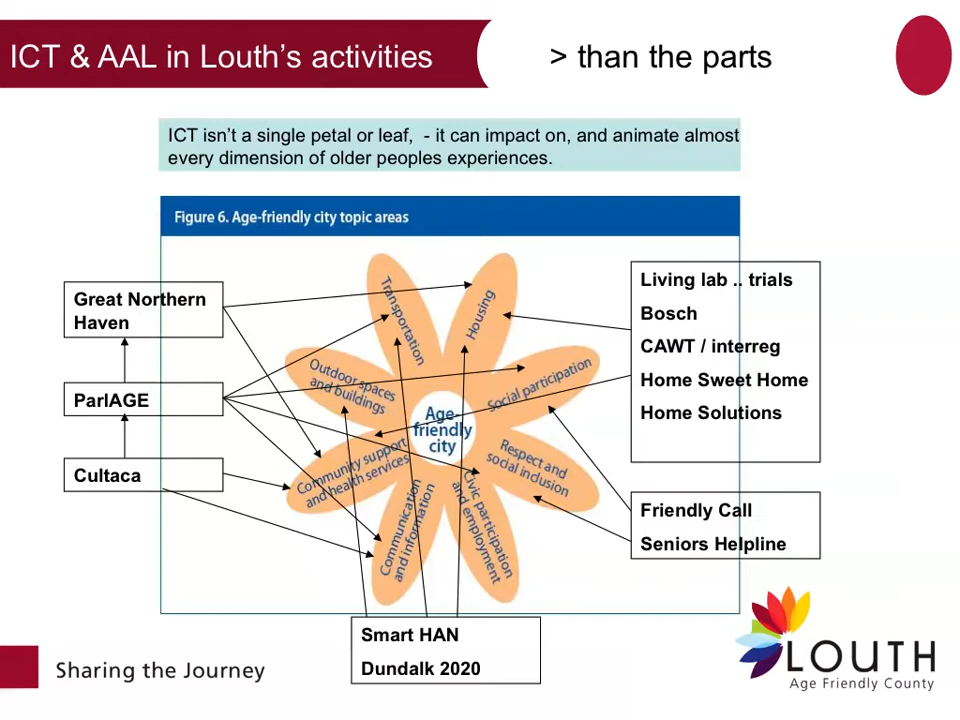 ICT & AAL in Louth’s activities
> than the parts
ICT isn’t a single petal or leaf,  - it can impact on, and animate almost
every dimension of older peoples experiences.
Figure 6. Age-friendly city topic areas
Great Northern
Haven
ParlAGE
Cultaca
Transportation
Housing
Outdoor spaces
and buildings
Social participation
Age-
friendly
city
Community support
and health services
Respect and
social inclusion
Communication
and information
Civic participation
and employment
Living lab .. trials
Bosch
CAWT / interreg
Home Sweet Home
Home Solutions
Friendly Call
Seniors Helpline
Smart HAN
Dundalk 2020
Sharing the Journey
LOUTH
Age Friendly County